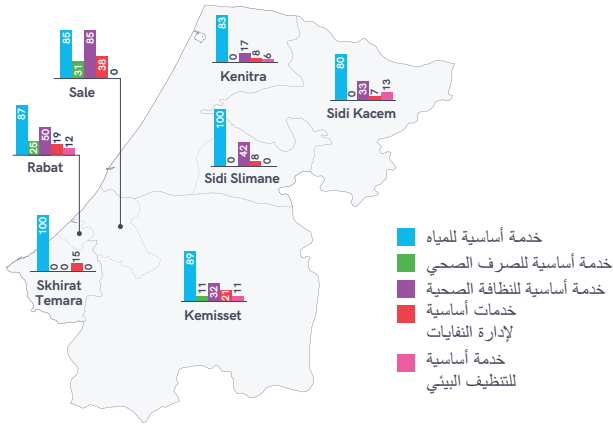 83
0
17
8
6
Kenitra
85
31
85
38
0
Sale
80
0
33
7
13
Sidi Kacem
87
25
50
19
12
Rabat
100
0
42
8
0
Sidi Slimane
100
0
0
15
0
Skhirat
Temara
89
11
32
21
11
Kemisset
خدمة أساسية للمياه
خدمة أساسية للصرف الصحي
خدمة أساسية للنظافة الصحية
خدمات أساسية
لإدارة النفايات
خدمة أساسية
للتنظيف البيئي